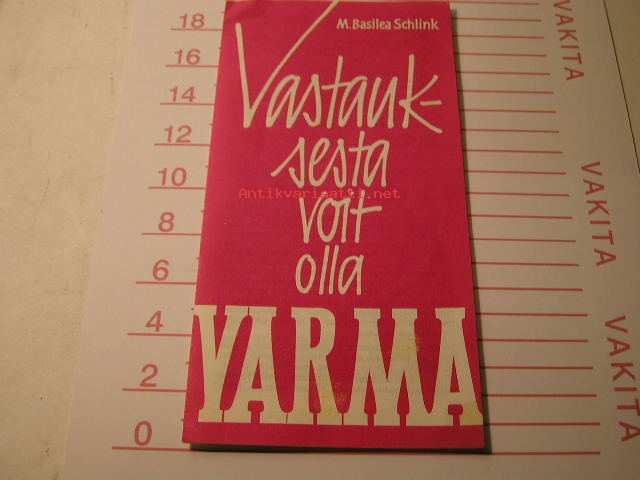 M. Basilea Schlink
Vastauk-
sesta
voit
olla
VARMA
Antikvariaatti.net
18
16
14
12
10
8
6
4
2
0
VAKITA
VAKITA
VAKITA